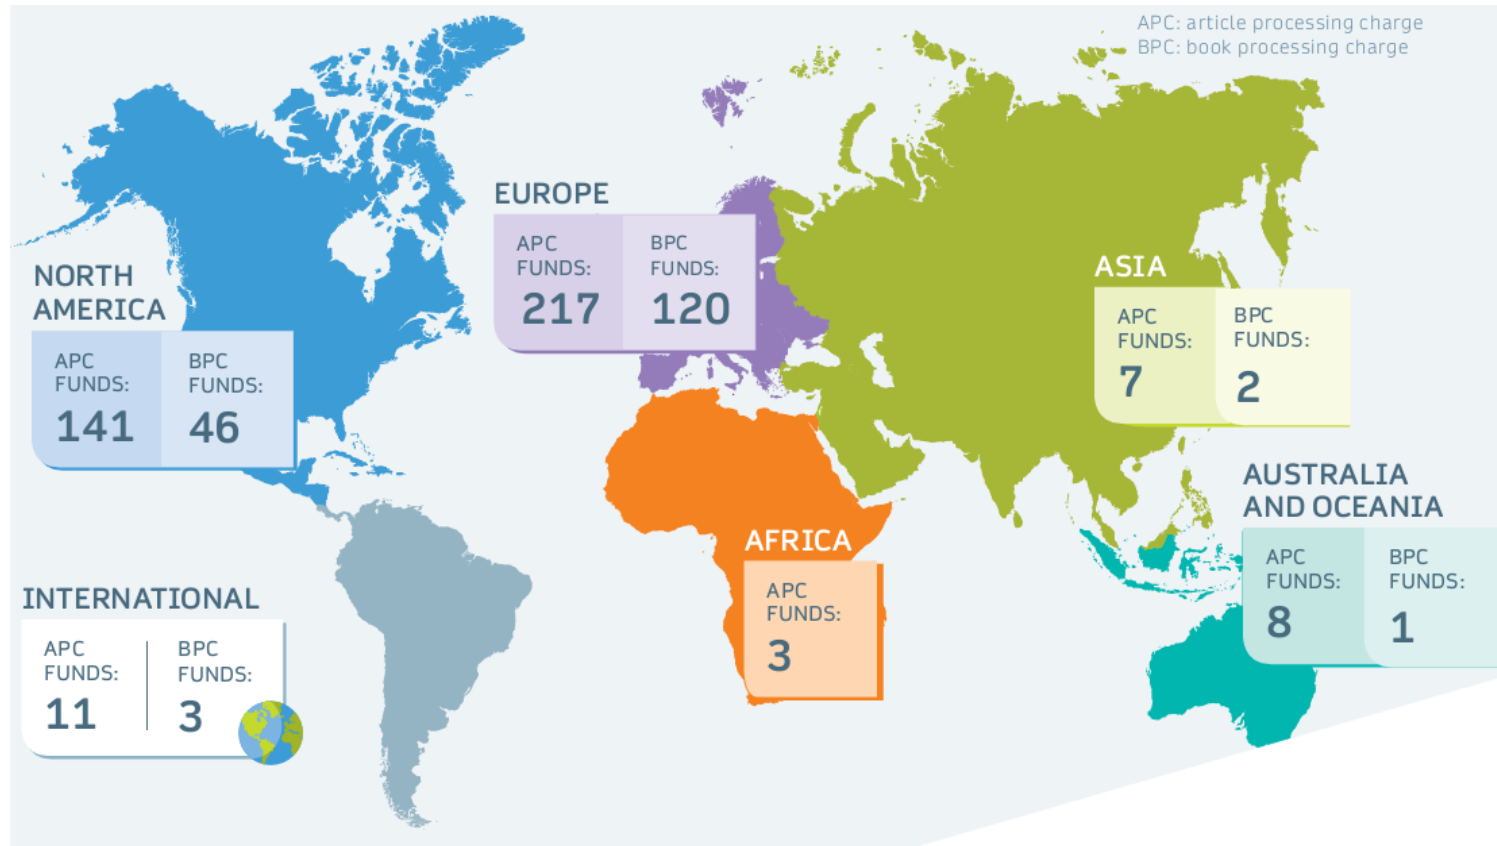 APC: article processing charge
BPC: book processing charge
EUROPE
APC
FUNDS:
217
BPC
FUNDS:
120
NORTH
AMERICA
APC
FUNDS:
141
BPC
FUNDS:
46
ASIA
APC
FUNDS:
7
BPC
FUNDS:
2
AUSTRALIA
AND OCEANIA
APC
FUNDS:
8
BPC
FUNDS:
1
AFRICA
APC
FUNDS:
3
INTERNATIONAL
APC
FUNDS:
11
BPC
FUNDS:
3